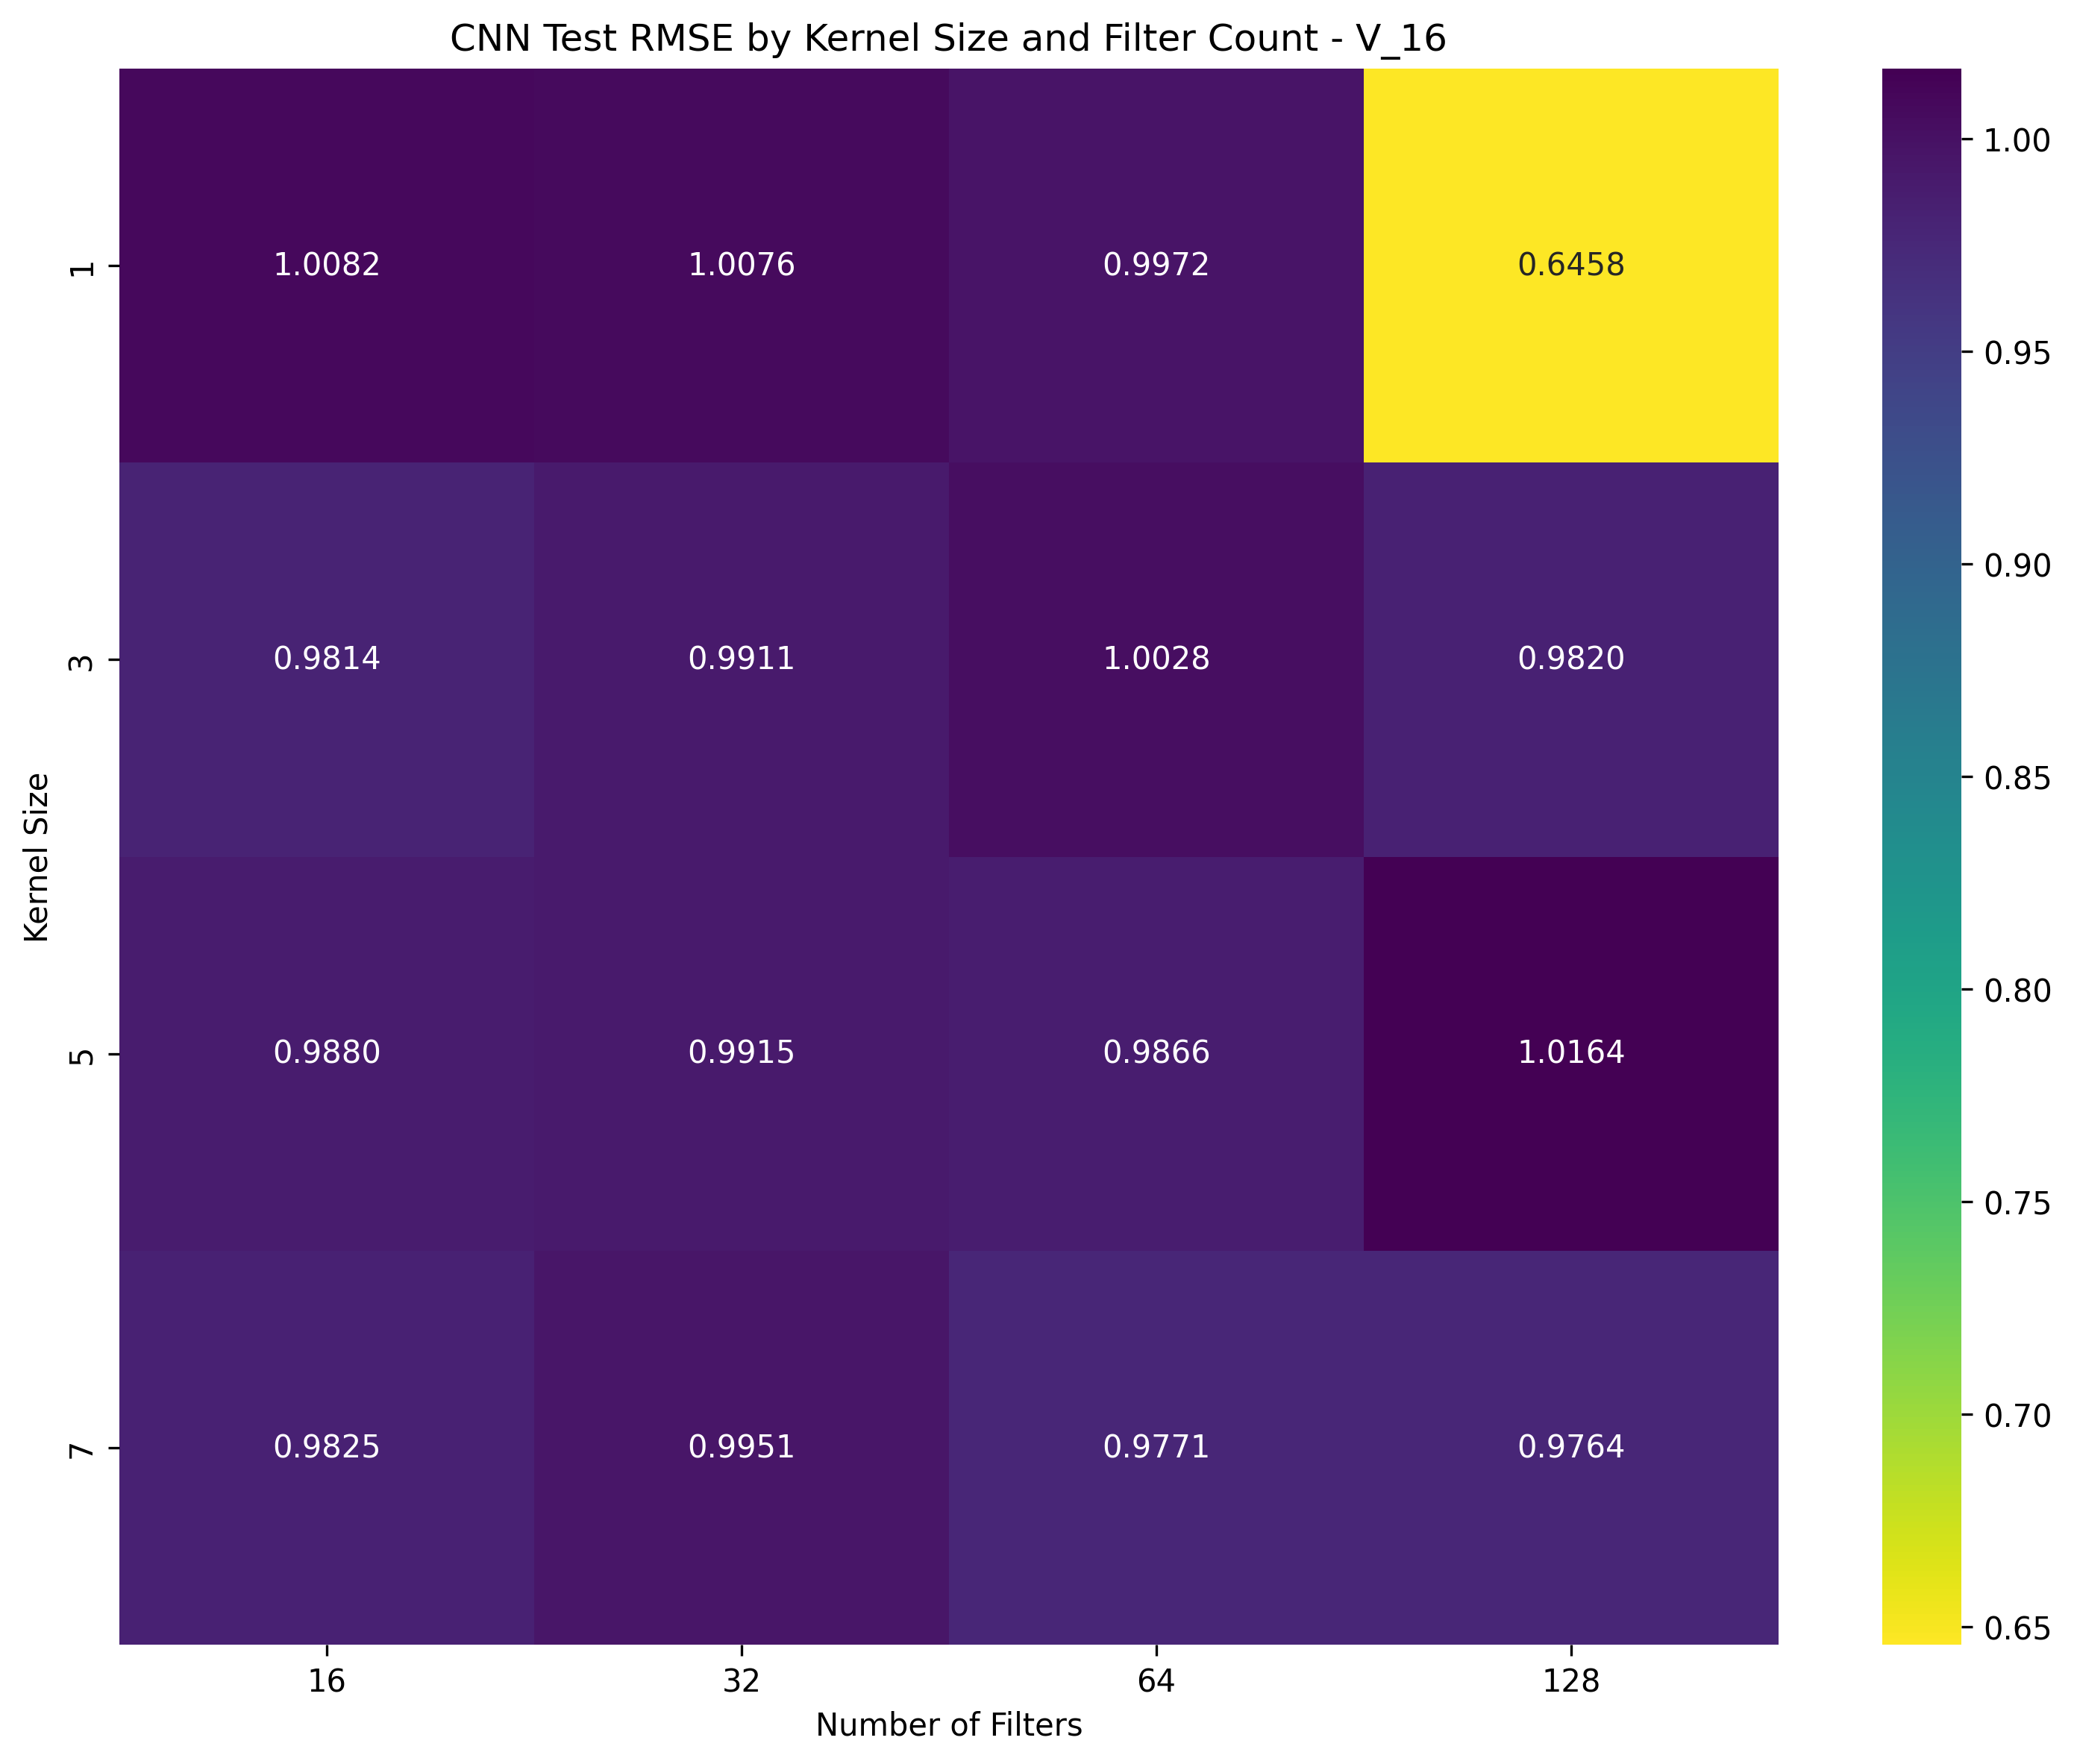 CNN Test RMSE by Kernel Size and Filter Count - V_16
Kernel Size
1
1.0082 1.0076 0.9972 0.6458
3
0.9814 0.9911 1.0028 0.9820
5
0.9880 0.9915 0.9866 1.0164
7
0.9825 0.9951 0.9771 0.9764
16 32 64 128
Number of Filters
1.00
0.95
0.90
0.85
0.80
0.75
0.70
0.65